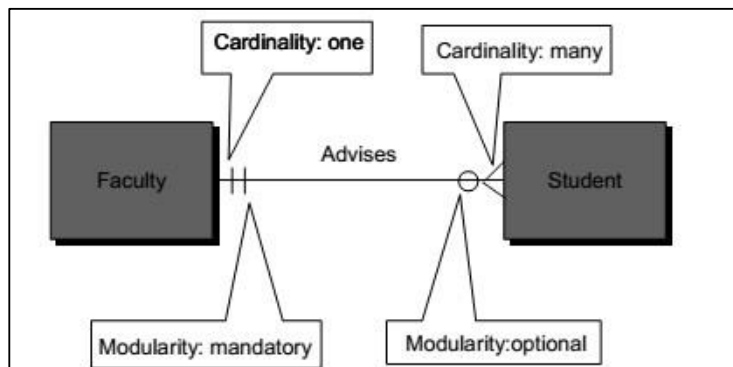 Cardinality: one
Cardinality: many
Advises
Faculty
Student
Modularity: mandatory
Modularity:optional